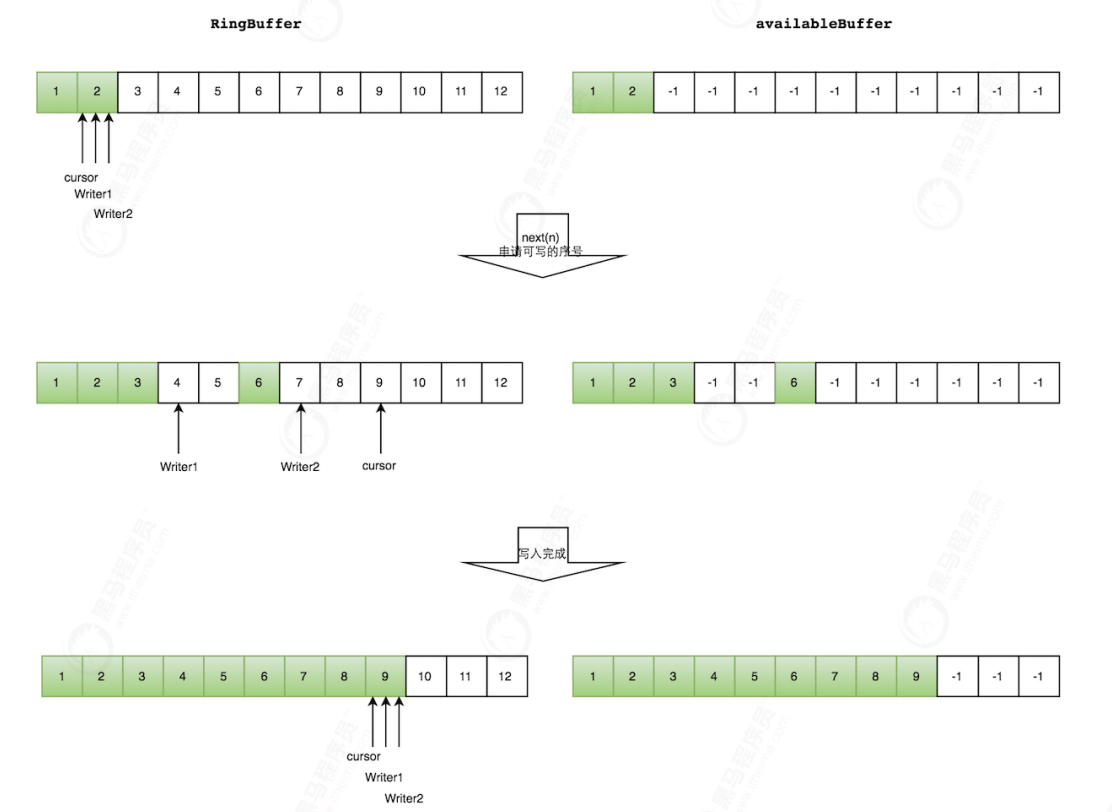 RingBuffer
availableBuffer
1 2 3 4 5 6 7 8 9 10 11 12
1 2 -1 -1 -1 -1 -1 -1 -1 -1 -1 -1
cursor
Writer1
Writer2
next(n)
申请可写的序号
1 2 3 4 5 6 7 8 9 10 11 12
1 2 3 -1 -1 6 -1 -1 -1 -1 -1 -1
Writer1
Writer2
cursor
写入完成
1 2 3 4 5 6 7 8 9 10 11 12
1 2 3 4 5 6 7 8 9 -1 -1 -1
cursor
Writer1
Writer2